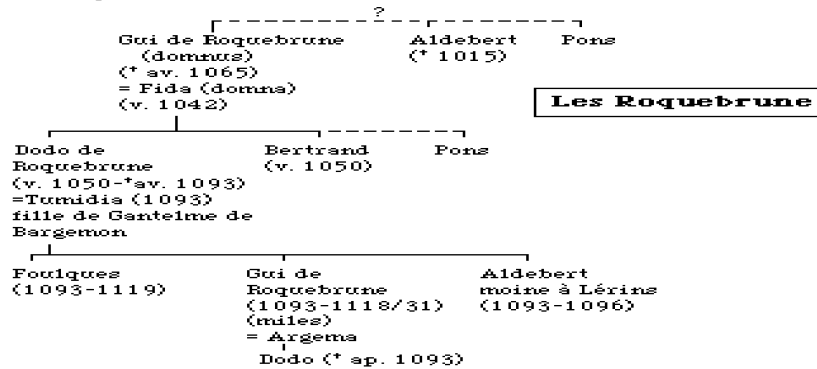 ?
Gui de Roquebrune
(domnus)
(† av. 1065)
= Fida (domna)
(v. 1042)
Aldebert
(† 1015)
Pons
Les Roquebrune
Dodo de
Roquebrune
(v. 1050-†av. 1093)
=Tumidia (1093)
fille de Gantelme de
Bargemon
Bertrand
(v. 1050)
Pons
Foulques
(1093-1119)
Gui de
Roquebrune
(1093-1118/31)
(miles)
= Argema
Dodo († ap. 1093)
Aldebert
moine à Lérins
(1093-1096)